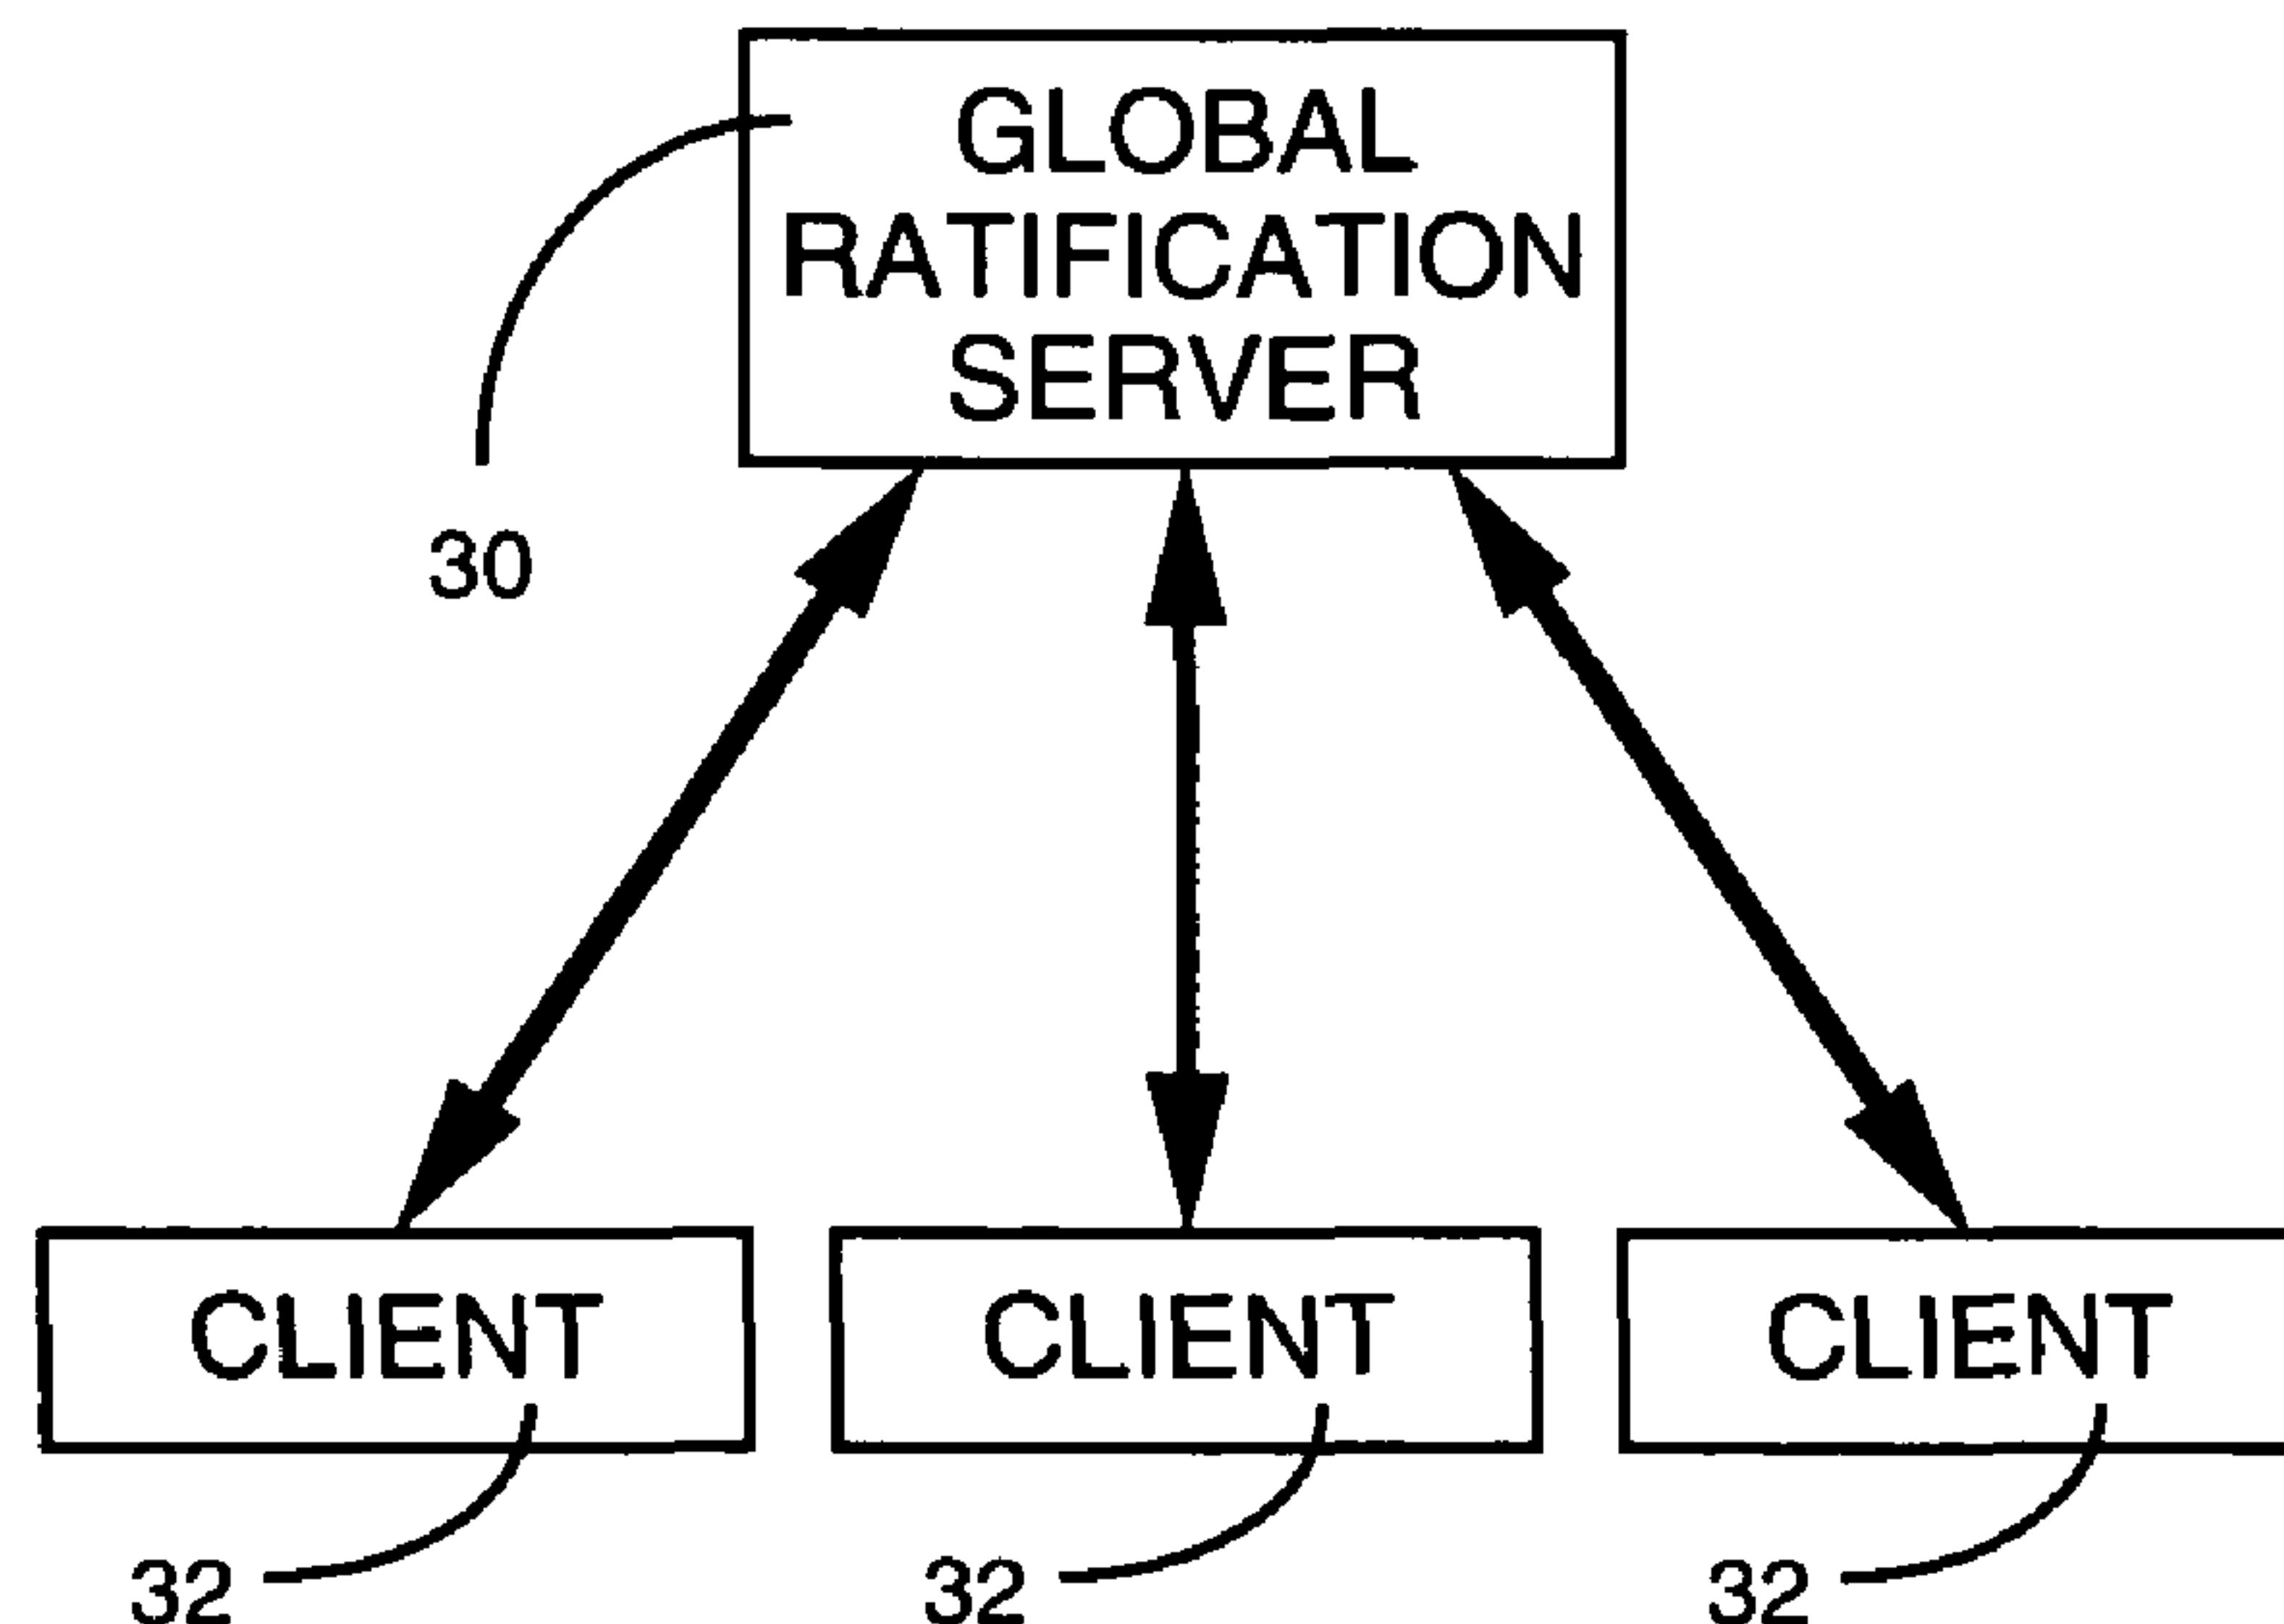 GLOBAL
RATIFICATION
SERVER
30
CLIENT
CLIENT
CLIENT
32
32
32